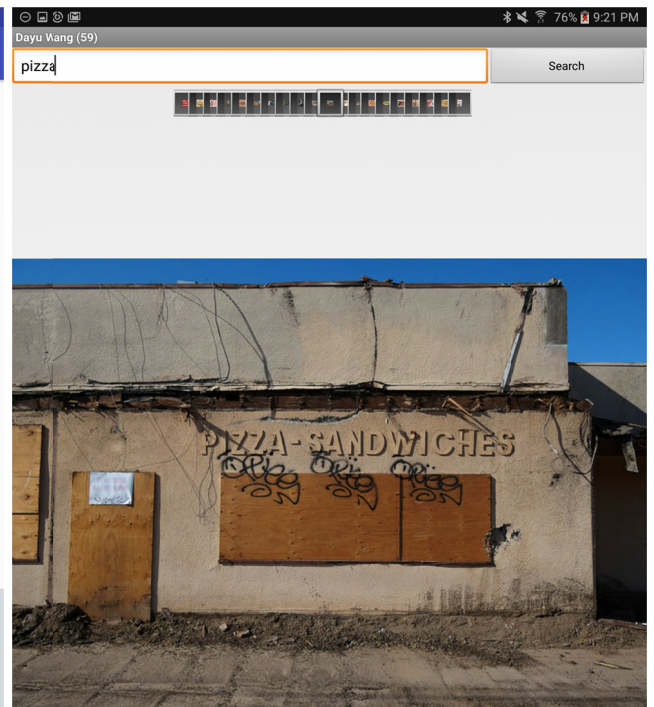 76% 9:21 PM
Dayu Wang (59)
pizza
Search
PIZZA-SANDWICHES